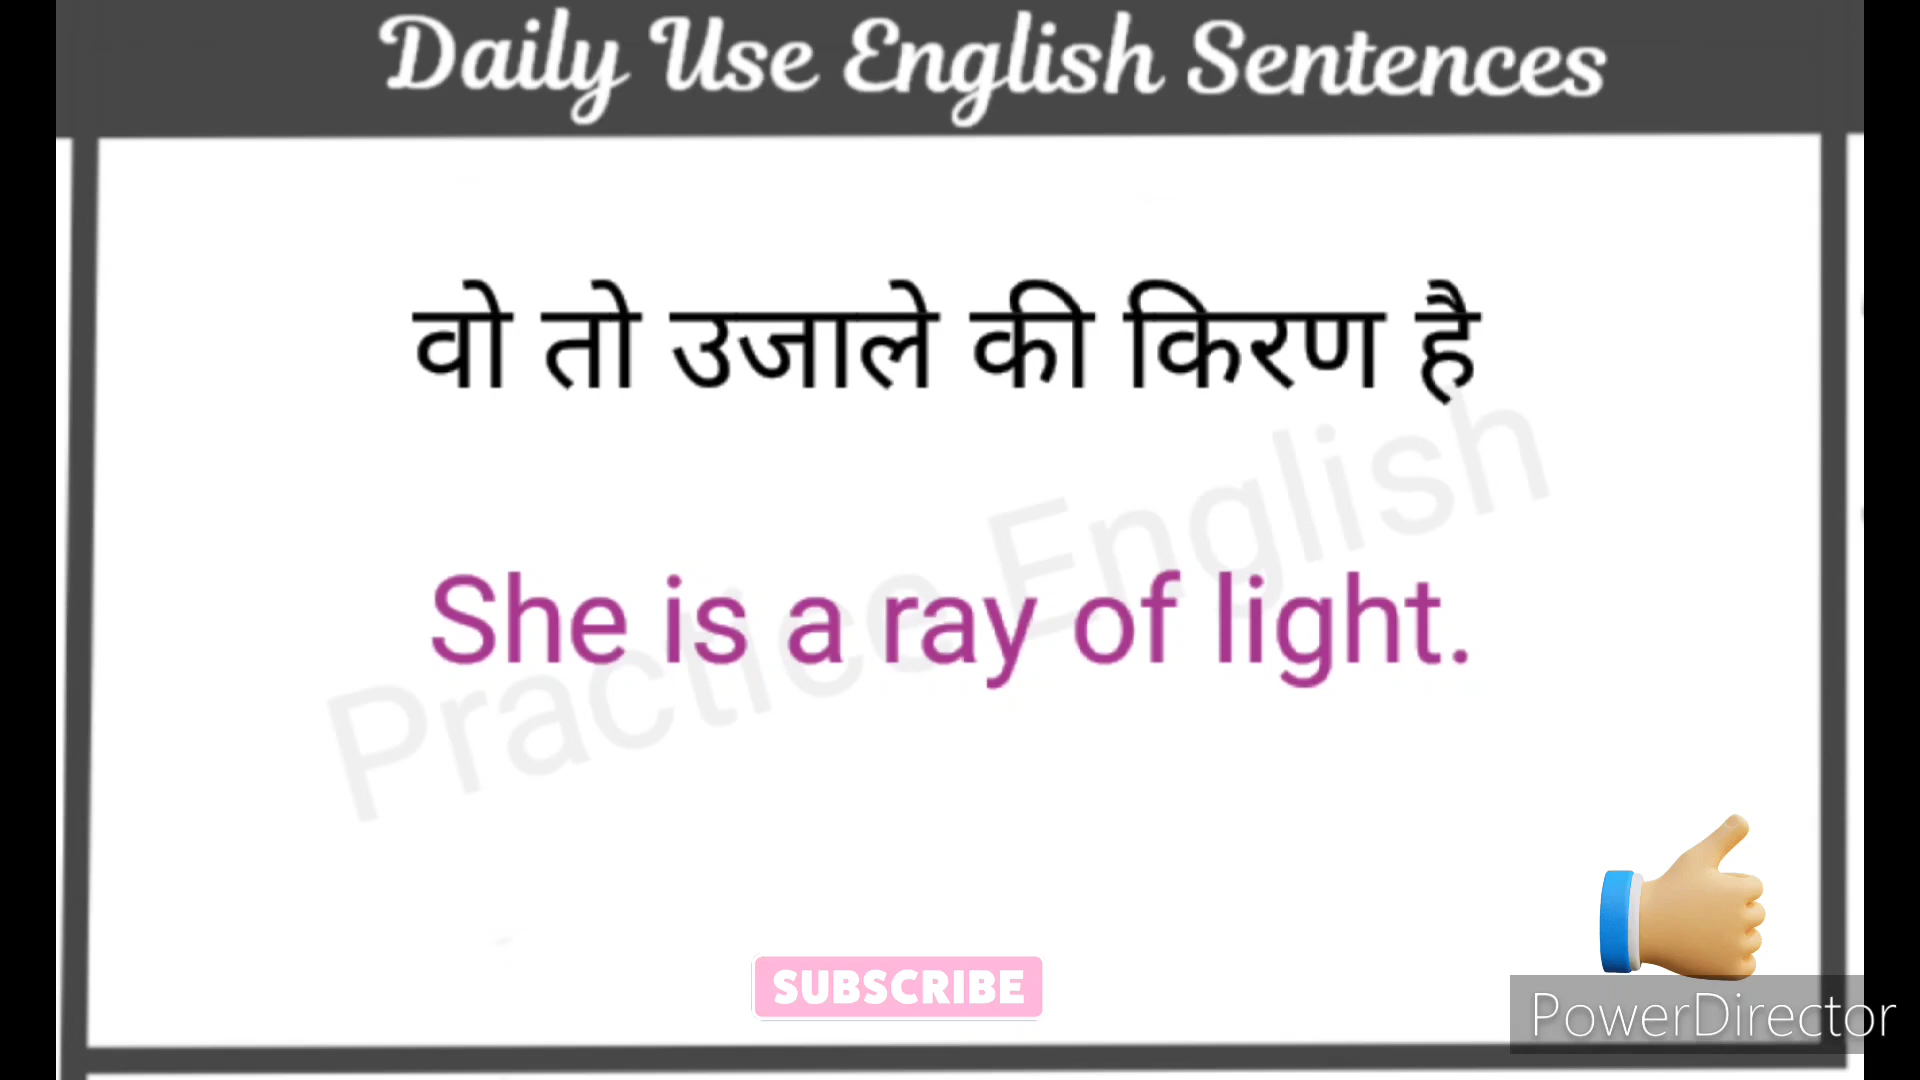 Daily Use English Sentences
वो तो उजाले की किरण है
She is a ray of light.
Practice English
SUBSCRIBE
PowerDirector